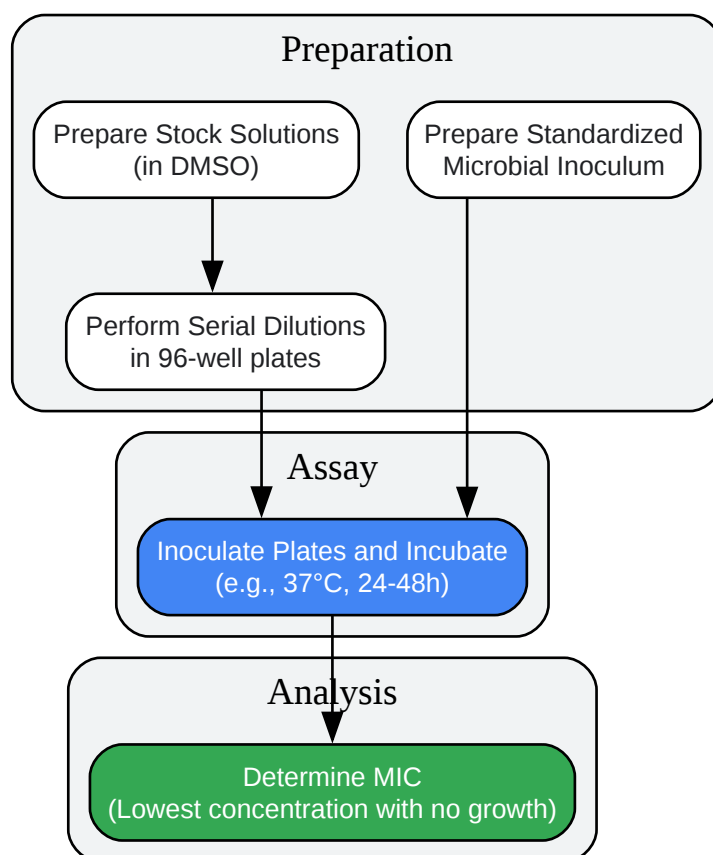 Preparation
Prepare Stock Solutions
(in DMSO)
Prepare Standardized
Microbial Inoculum
Perform Serial Dilutions
in 96-well plates
Assay
Inoculate Plates and Incubate
(e.g., 37°C, 24-48h)
Analysis
Determine MIC
(Lowest concentration with no growth)